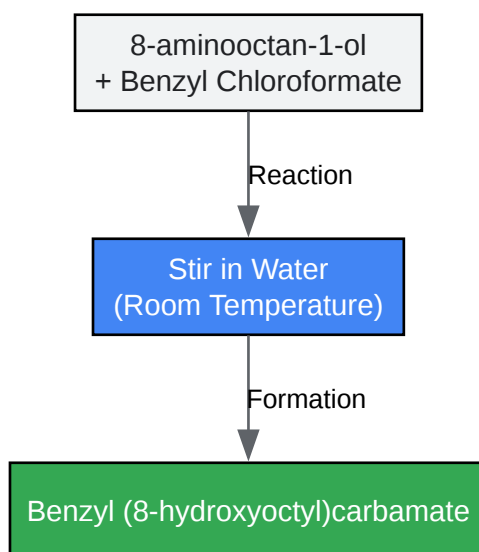 8-aminooctan-1-ol
+ Benzyl Chloroformate
Reaction
Stir in Water
(Room Temperature)
Formation
Benzyl (8-hydroxyoctyl)carbamate